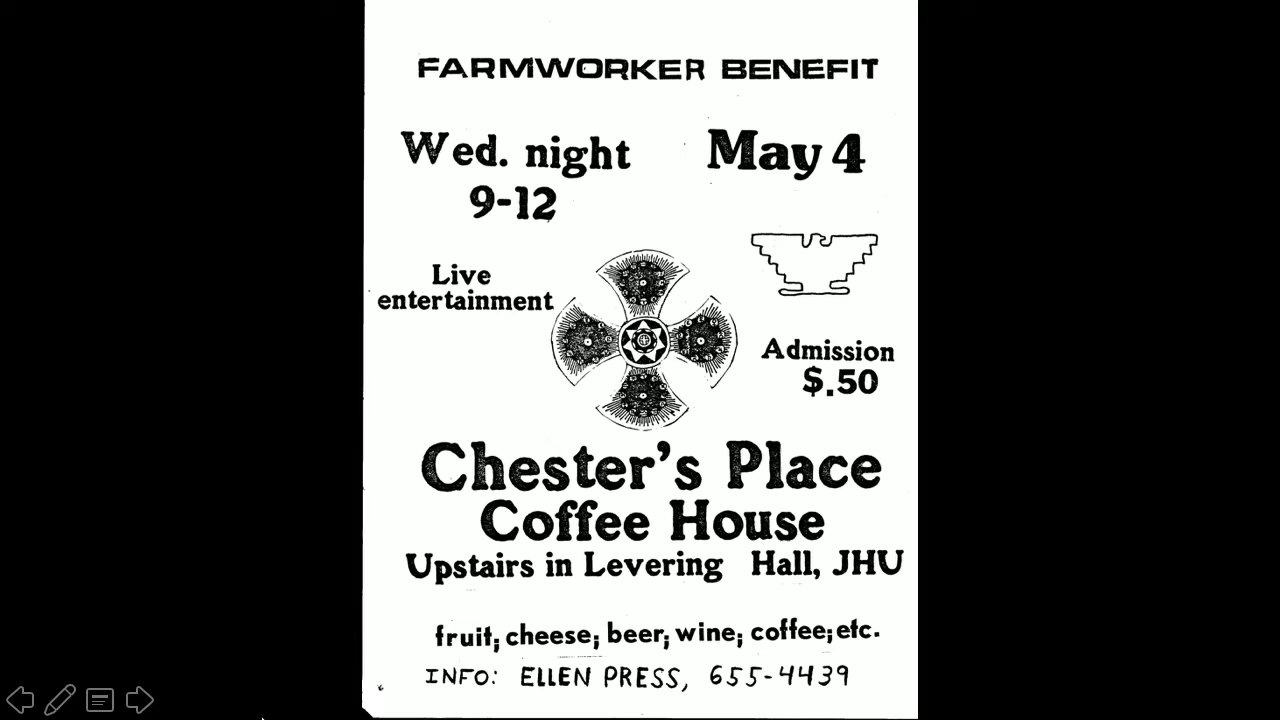 FARMWORKER BENEFIT
Wed. night May 4
9-12
Live
entertainment
Admission
$.50
Chester's Place
Coffee House
Upstairs in Levering Hall, JHU
fruit; cheese; beer; wine; coffee; etc.
INFO: ELLEN PRESS, 655-4439